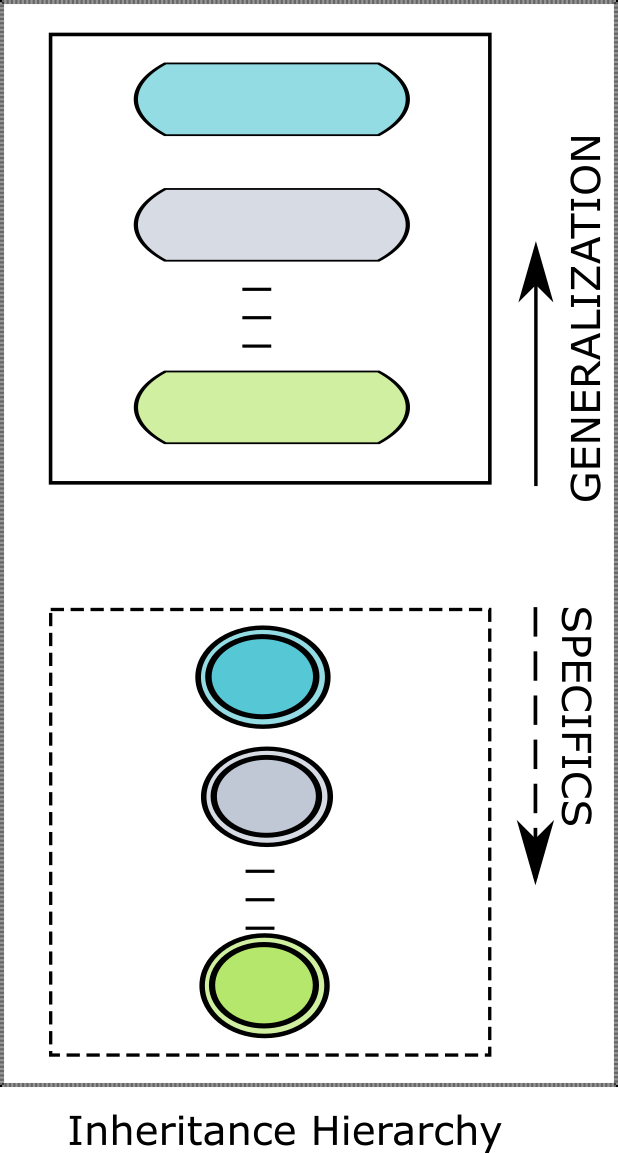 GENERALIZATION
SPECIFICS
Inheritance Hierarchy